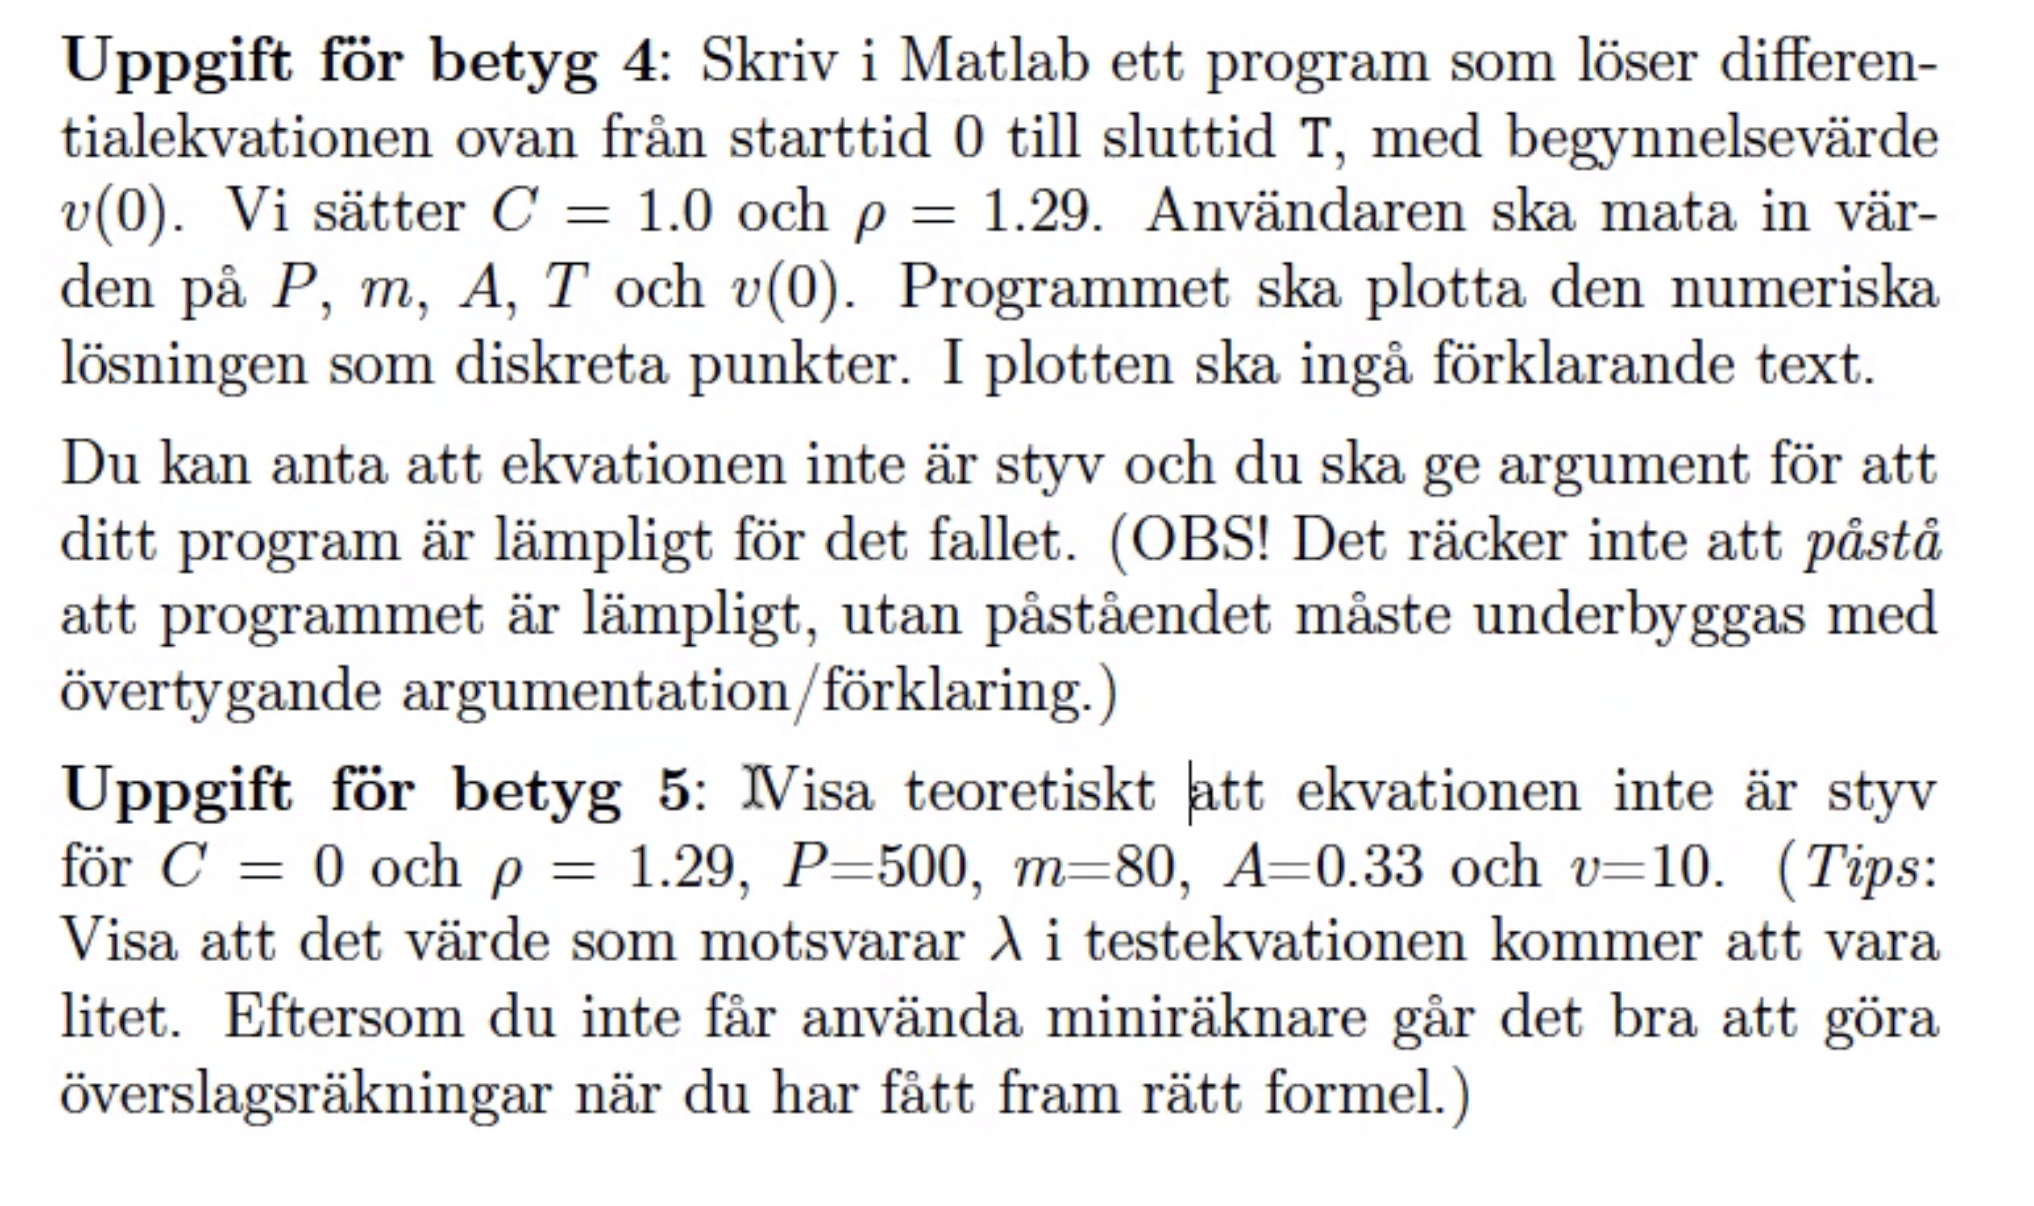 Uppgift för betyg 4: Skriv i Matlab ett program som löser differen-
tialekvationen ovan från starttid 0 till sluttid T, med begynnelsevärde
v(0). Vi sätter C = 1.0 och ρ = 1.29. Användaren ska mata in vär-
den på P, m, A, T och v(0). Programmet ska plotta den numeriska
lösningen som diskreta punkter. I plotten ska ingå förklarande text.
Du kan anta att ekvationen inte är styv och du ska ge argument för att
ditt program är lämpligt för det fallet. (OBS! Det räcker inte att påstå
att programmet är lämpligt, utan påståendet måste underbyggas med
övertygande argumentation/förklaring.)
Uppgift för betyg 5: Visa teoretiskt att ekvationen inte är styv
för C = 0 och ρ = 1.29, P=500, m=80, A=0.33 och v=10. (Tips:
Visa att det värde som motsvarar λ i testekvationen kommer att vara
litet. Eftersom du inte får använda miniräknare går det bra att göra
överslagsräkningar när du har fått fram rätt formel.)